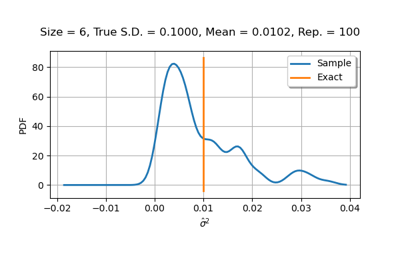 Size = 6, True S.D. = 0.1000, Mean = 0.0102, Rep. = 100
Sample
Exact
PDF
80
60
40
20
0
−0.02 −0.01 0.00 0.01 0.02 0.03 0.04
σ̂²